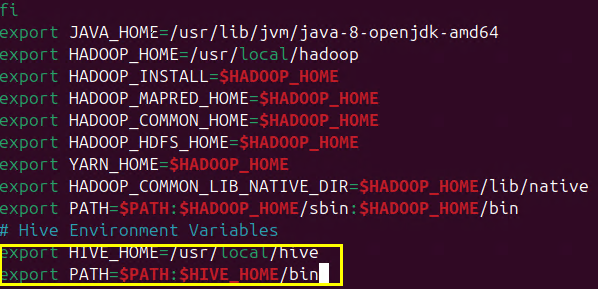 fi
export JAVA_HOME=/usr/lib/jvm/java-8-openjdk-amd64
export HADOOP_HOME=/usr/local/hadoop
export HADOOP_INSTALL=$HADOOP_HOME
export HADOOP_MAPRED_HOME=$HADOOP_HOME
export HADOOP_COMMON_HOME=$HADOOP_HOME
export HADOOP_HDFS_HOME=$HADOOP_HOME
export YARN_HOME=$HADOOP_HOME
export HADOOP_COMMON_LIB_NATIVE_DIR=$HADOOP_HOME/lib/native
export PATH=$PATH:$HADOOP_HOME/sbin:$HADOOP_HOME/bin
# Hive Environment Variables
export HIVE_HOME=/usr/local/hive
export PATH=$PATH:$HIVE_HOME/bin